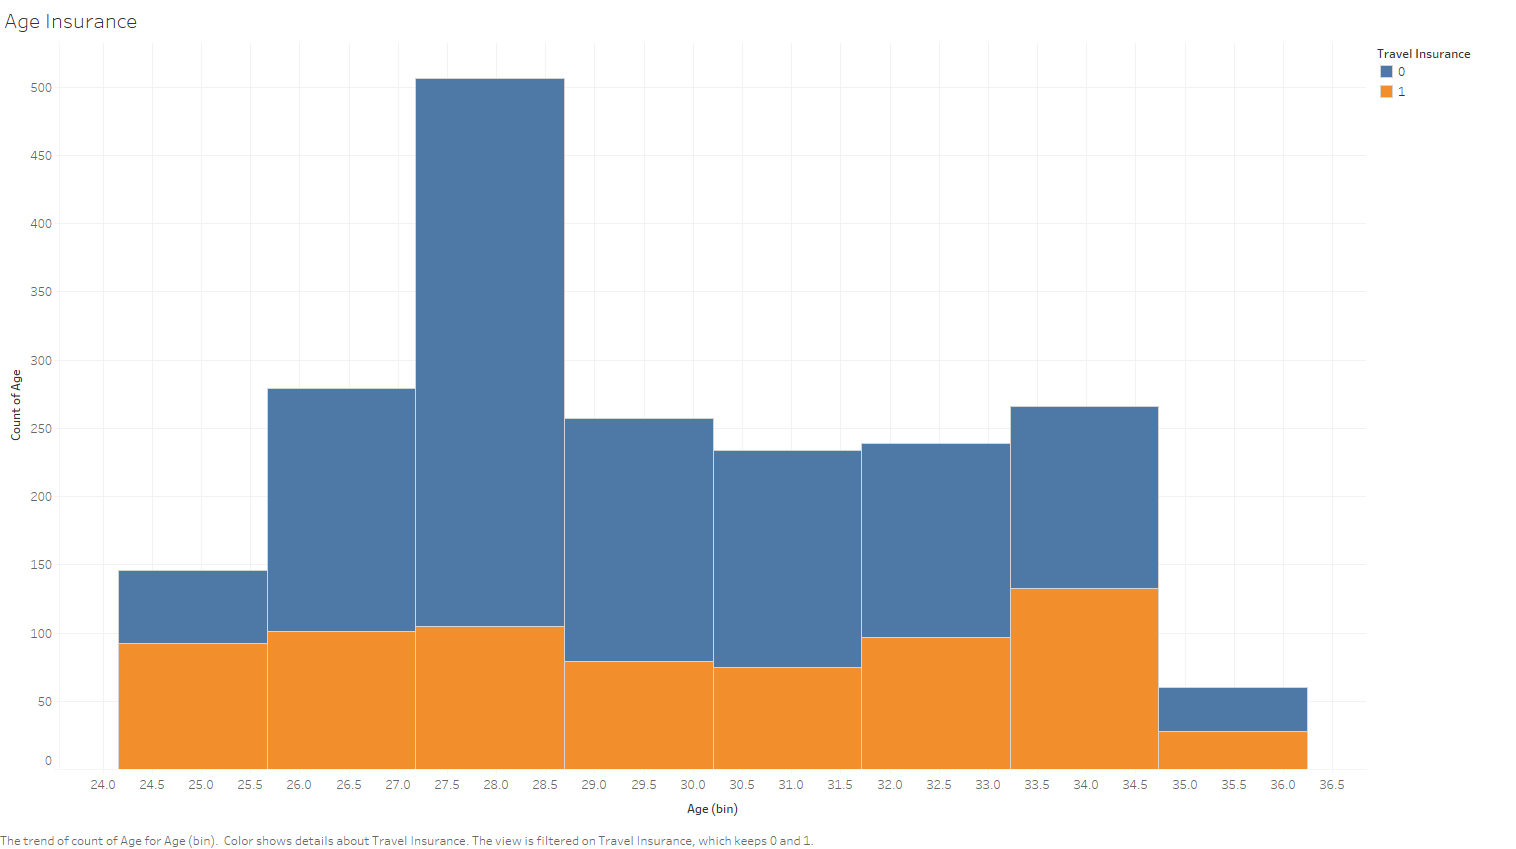 Age Insurance
Travel Insurance
0
1
500
450
400
350
300
250
200
150
100
50
0
Count of Age
24.0 24.5 25.0 25.5 26.0 26.5 27.0 27.5 28.0 28.5 29.0 29.5 30.0 30.5 31.0 31.5 32.0 32.5 33.0 33.5 34.0 34.5 35.0 35.5 36.0 36.5
Age (bin)
The trend of count of Age for Age (bin). Color shows details about Travel Insurance. The view is filtered on Travel Insurance, which keeps 0 and 1.